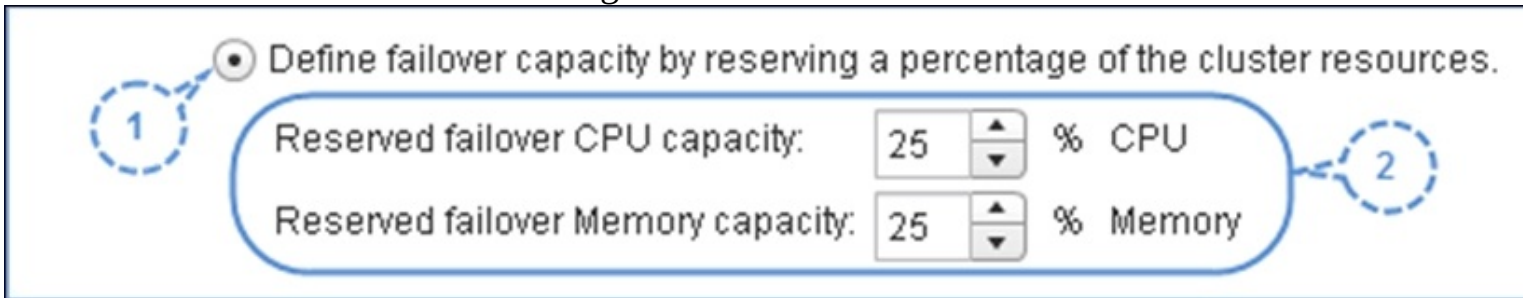 Define failover capacity by reserving a percentage of the cluster resources.
1
Reserved failover CPU capacity: 25 % CPU
2
Reserved failover Memory capacity: 25 % Memory